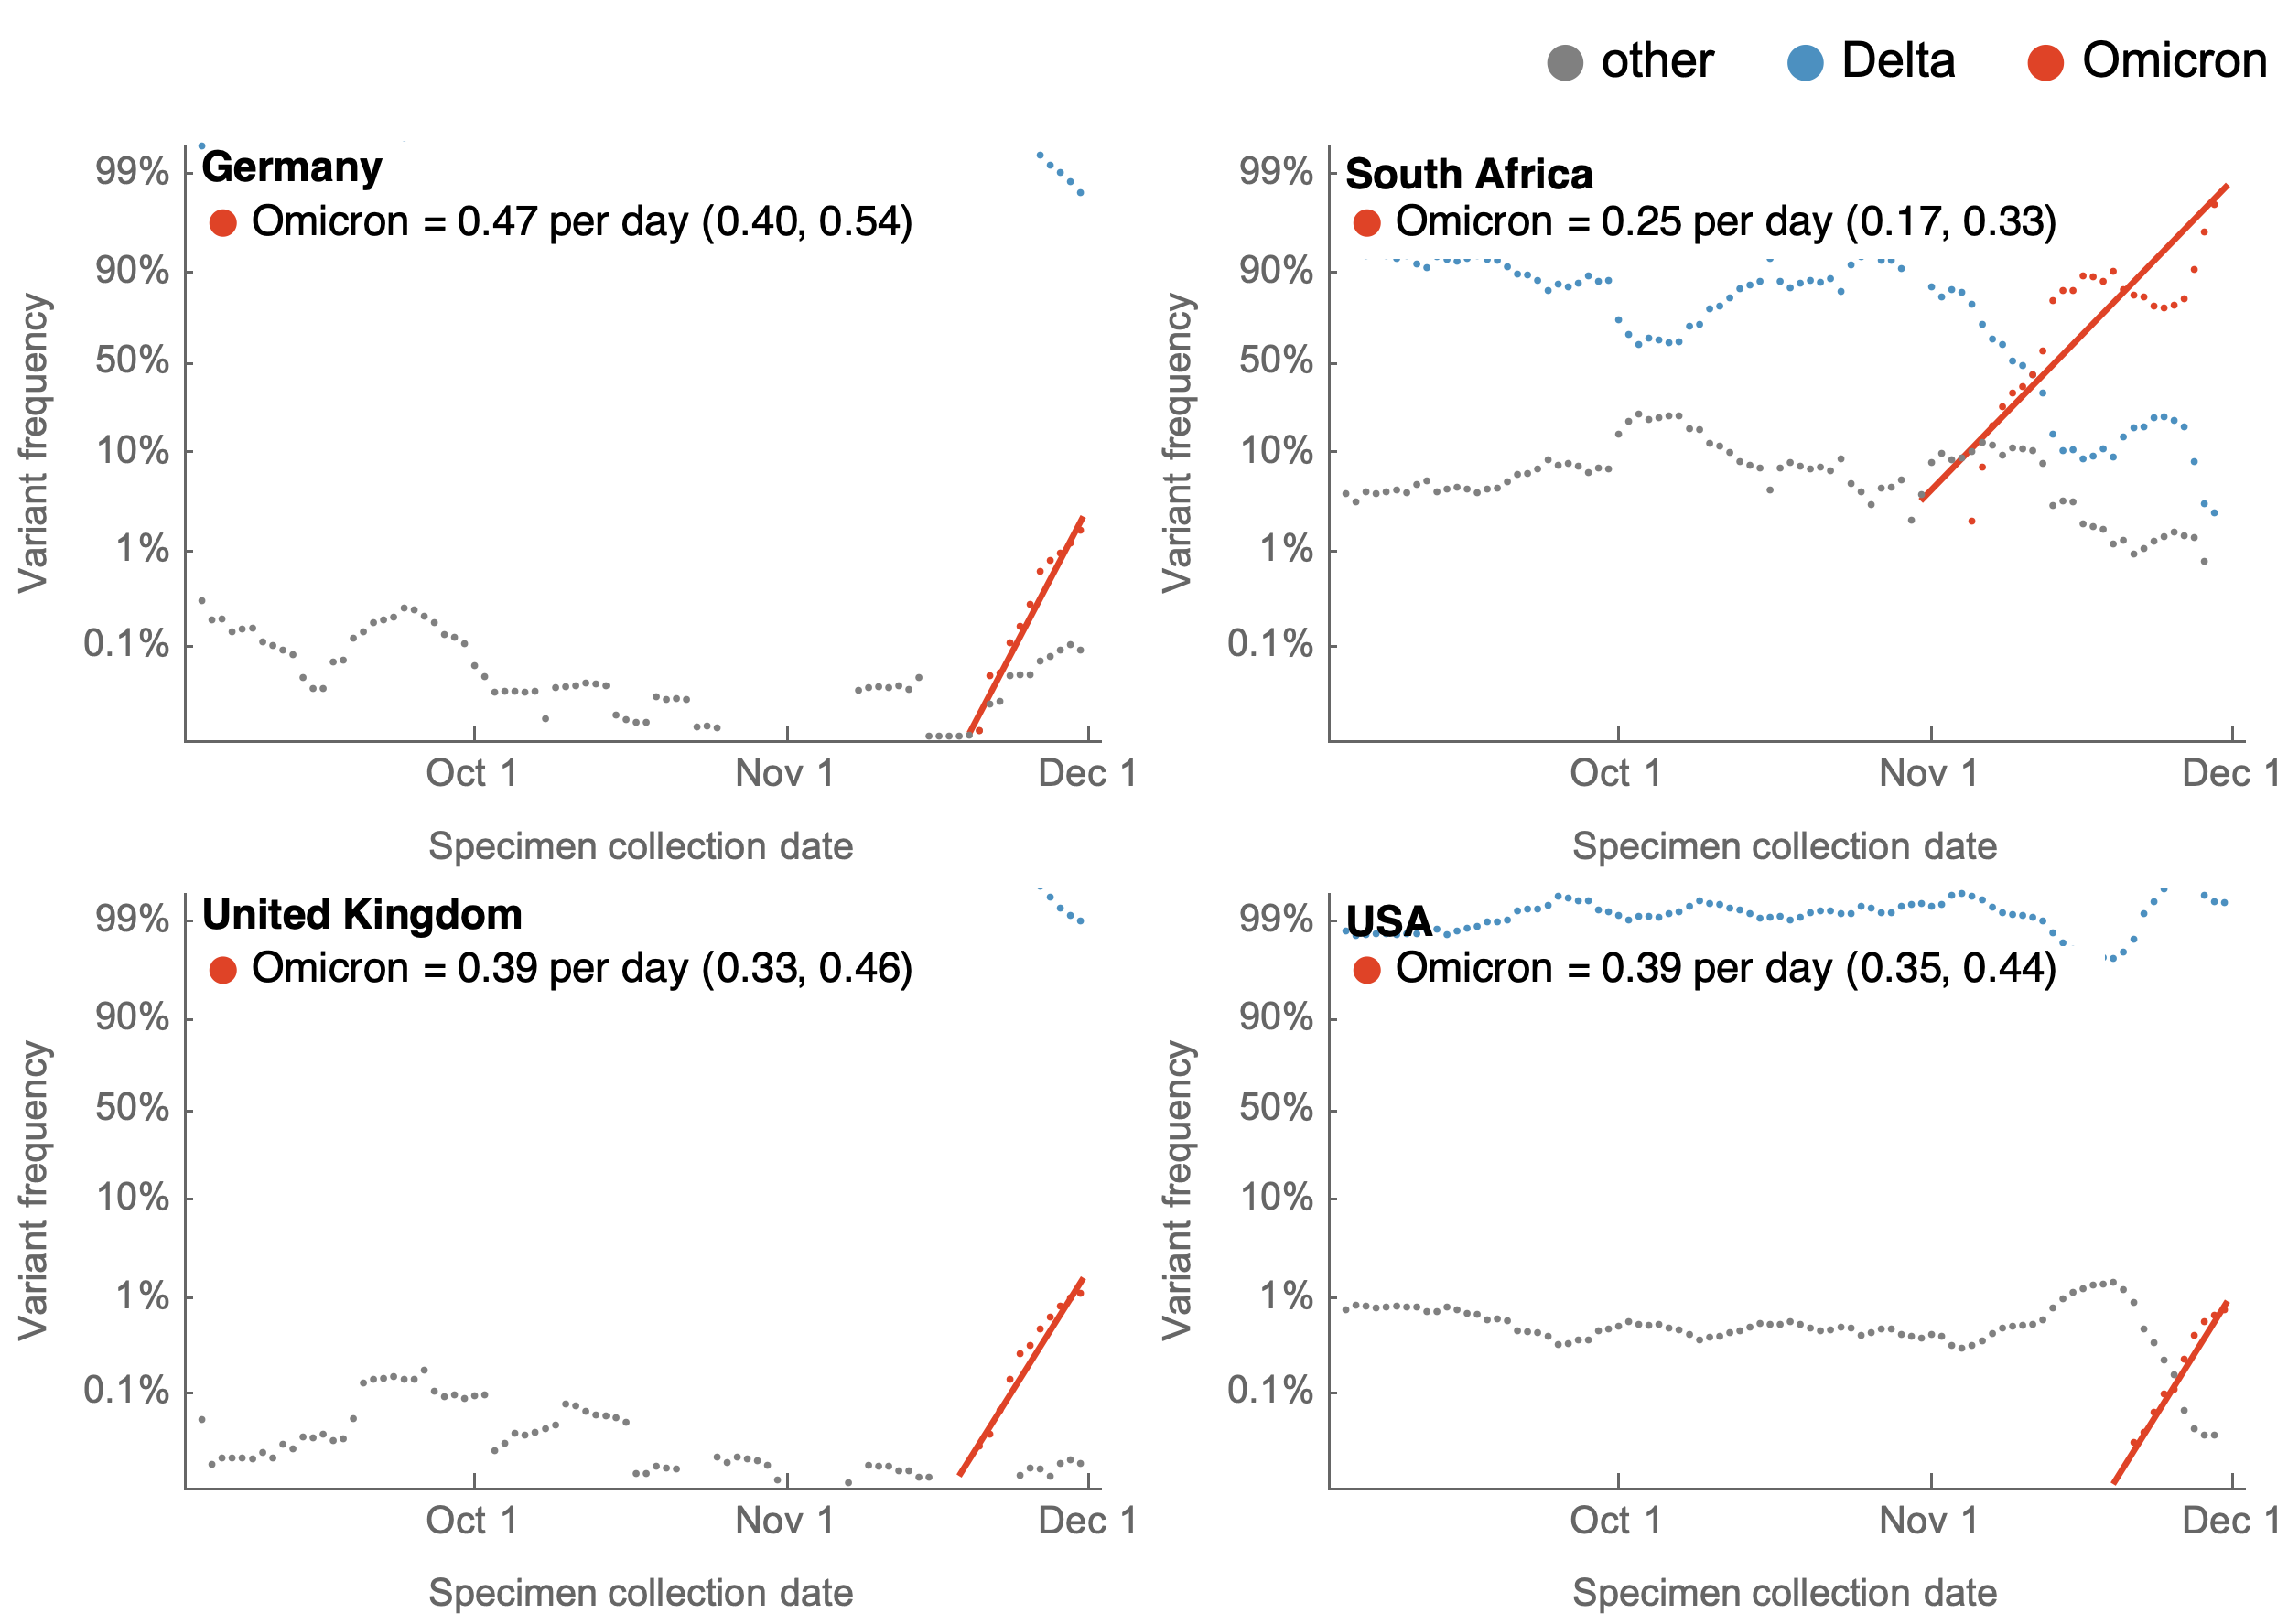 other Delta Omicron
Germany
Omicron = 0.47 per day (0.40, 0.54)
99%
90%
50%
10%
1%
0.1%
Variant frequency
Oct 1 Nov 1 Dec 1
Specimen collection date
South Africa
Omicron = 0.25 per day (0.17, 0.33)
99%
90%
50%
10%
1%
0.1%
Variant frequency
Oct 1 Nov 1 Dec 1
Specimen collection date
United Kingdom
Omicron = 0.39 per day (0.33, 0.46)
99%
90%
50%
10%
1%
0.1%
Variant frequency
Oct 1 Nov 1 Dec 1
Specimen collection date
USA
Omicron = 0.39 per day (0.35, 0.44)
99%
90%
50%
10%
1%
0.1%
Variant frequency
Oct 1 Nov 1 Dec 1
Specimen collection date